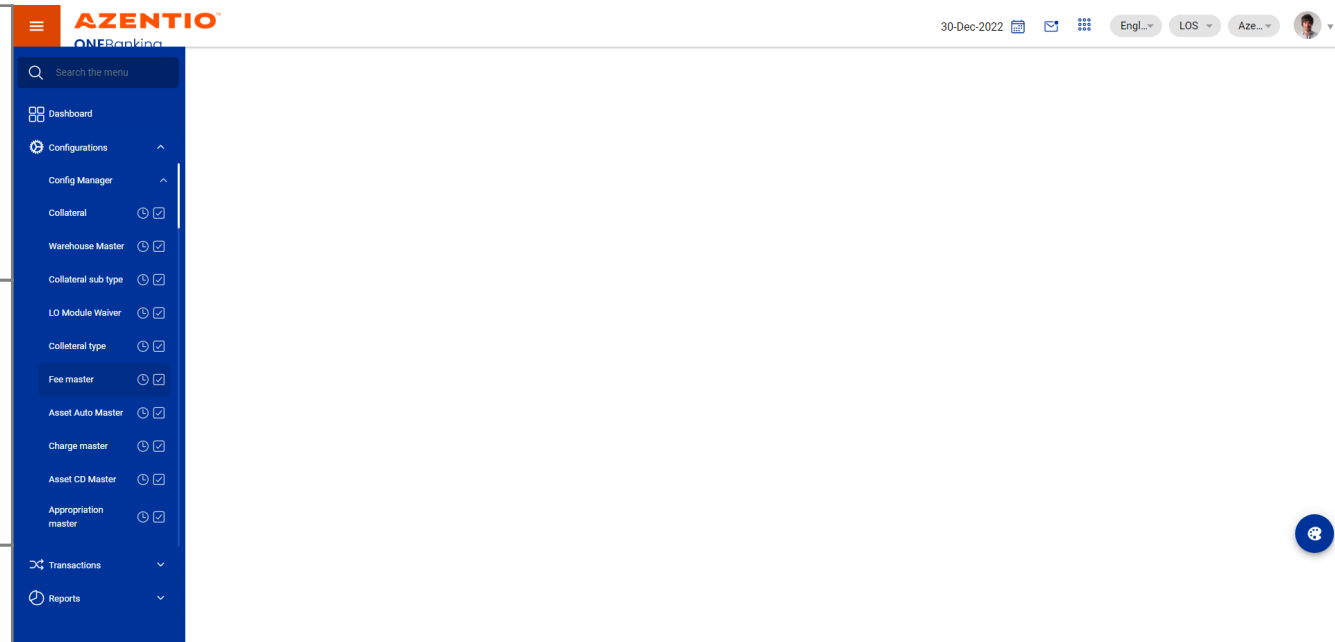 AZENTIO
ONEBanking
30-Dec-2022
Engl...
LOS
Aze...
Search the menu
Dashboard
Configurations
Config Manager
Collateral
Warehouse Master
Collateral sub type
LO Module Waiver
Colleteral type
Fee master
Asset Auto Master
Charge master
Asset CD Master
Appropriation
master
Transactions
Reports